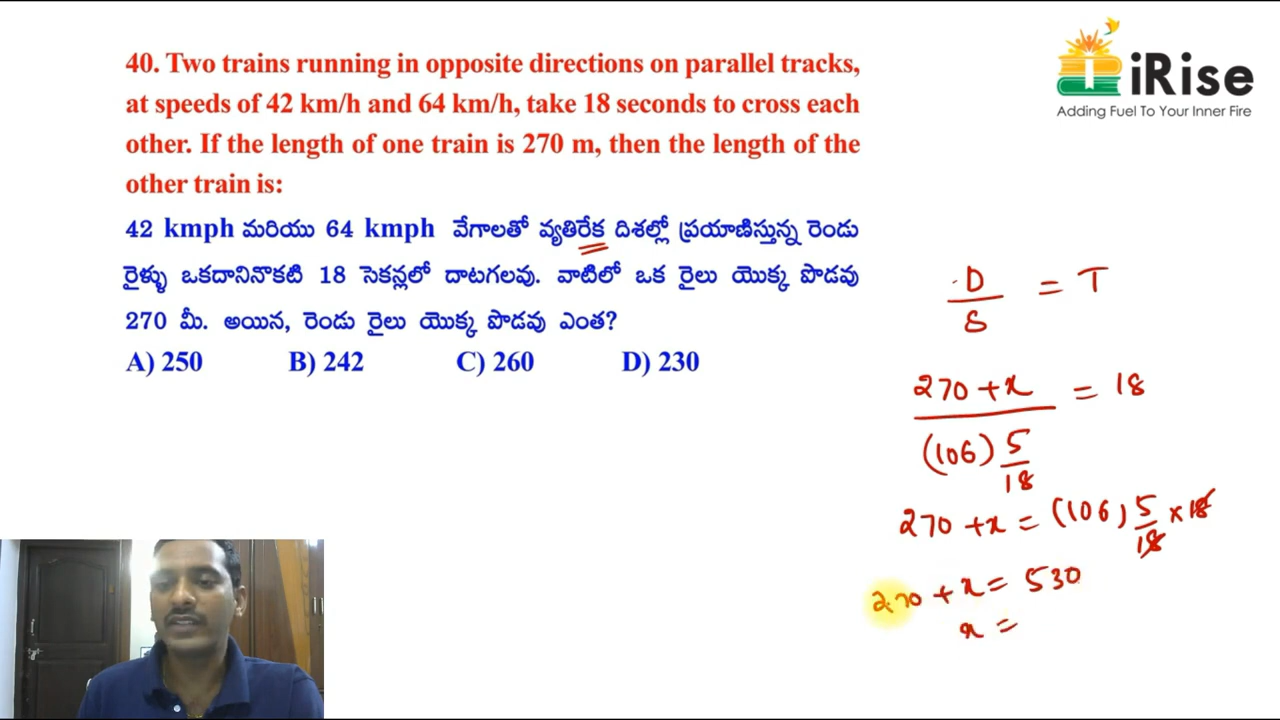 40. Two trains running in opposite directions on parallel tracks,
at speeds of 42 km/h and 64 km/h, take 18 seconds to cross each
other. If the length of one train is 270 m, then the length of the
other train is:
42 kmph మరియు 64 kmph వేగాలతో వ్యతిరేక దిశల్లో ప్రయాణిస్తున్న రెండు
రైళ్ళు ఒకదానినొకటి 18 సెకన్లలో దాటగలవు. వాటిలో ఒక రైలు యొక్క పొడవు
270 మీ. అయిన, రెండు రైలు యొక్క పొడవు ఎంత?
A) 250 B) 242 C) 260 D) 230
iRise
Adding Fuel To Your Inner Fire
D/S = T
270 + x / (106) 5/18 = 18
270 + x = (106) 5/18 × 18
270 + x = 530
x =